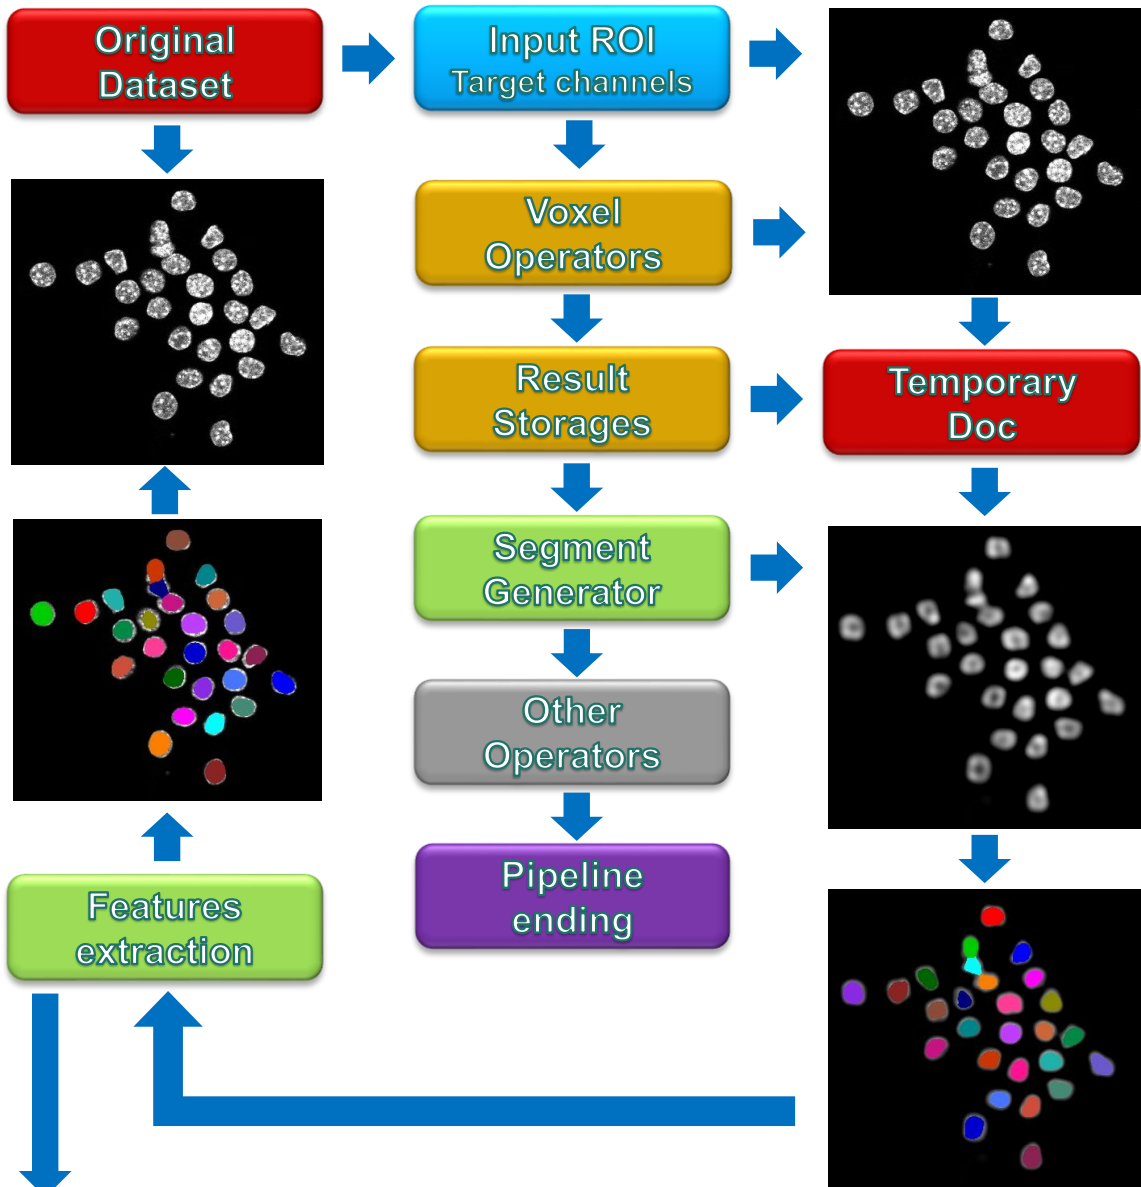 Original
Dataset
Input ROI
Target channels
Voxel
Operators
Result
Storages
Temporary
Doc
Segment
Generator
Other
Operators
Pipeline
ending
Features
extraction